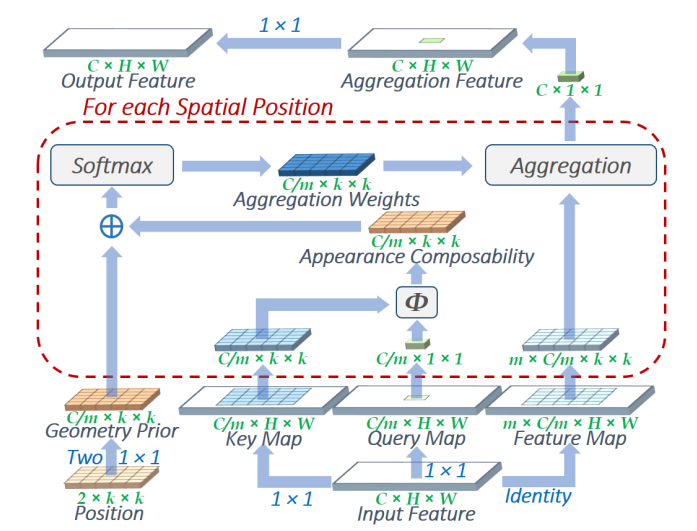 1 × 1
C × H × W
C × H × W
Output Feature
Aggregation Feature
C × 1 × 1
For each Spatial Position
Softmax
Aggregation
C/m × k × k
Aggregation Weights
C/m × k × k
Appearance Composability
Φ
C/m × k × k
C/m × 1 × 1
m × C/m × k × k
C/m × k × k
C/m × H × W
C/m × H × W
m × C/m × H × W
Geometry Prior
Key Map
Query Map
Feature Map
Two 1 × 1
1 × 1
2 × k × k
1 × 1
C × H × W
Identity
Position
Input Feature